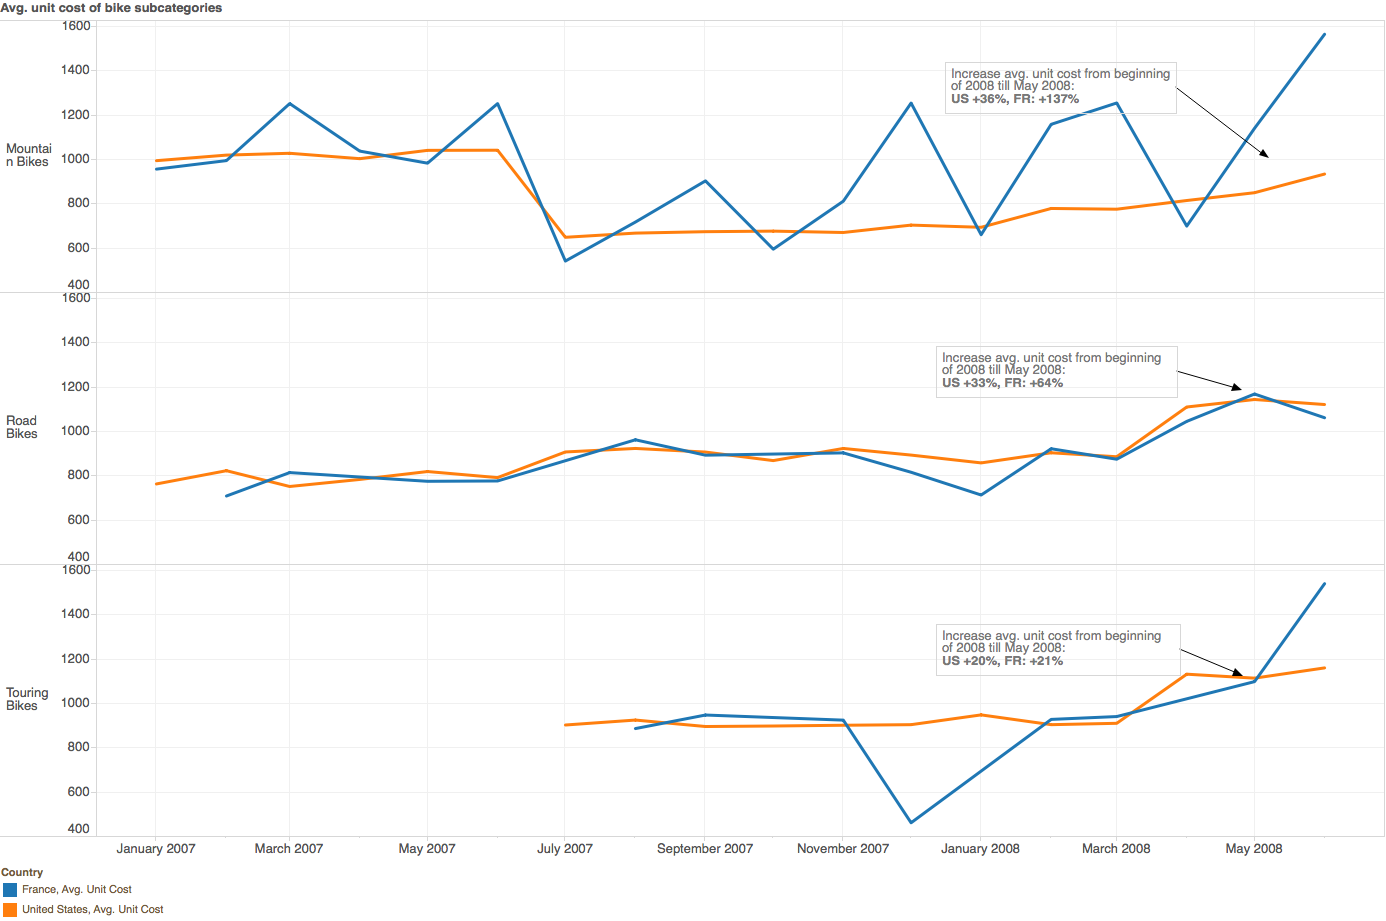 Avg. unit cost of bike subcategories
1600
1400
1200
1000
800
600
400
Mountai
n Bikes
Increase avg. unit cost from beginning
of 2008 till May 2008:
US +36%, FR: +137%
1600
1400
1200
1000
800
600
400
Road
Bikes
Increase avg. unit cost from beginning
of 2008 till May 2008:
US +33%, FR: +64%
1600
1400
1200
1000
800
600
400
Touring
Bikes
Increase avg. unit cost from beginning
of 2008 till May 2008:
US +20%, FR: +21%
January 2007 March 2007 May 2007 July 2007 September 2007 November 2007 January 2008 March 2008 May 2008
Country
France, Avg. Unit Cost
United States, Avg. Unit Cost